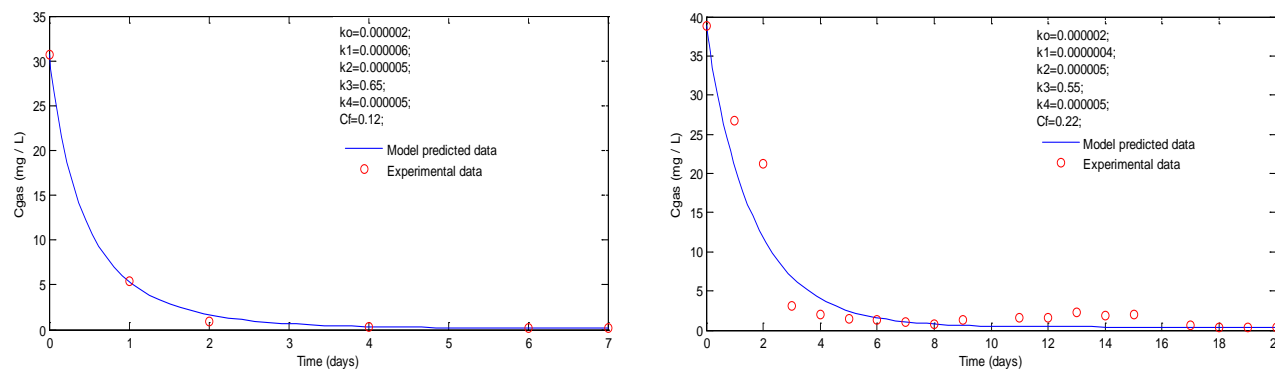 35
30
25
20
15
10
5
0
Cgas (mg / L)
0 1 2 3 4 5 6 7
Time (days)
ko=0.000002;
k1=0.000006;
k2=0.000005;
k3=0.65;
k4=0.000005;
Cf=0.12;
Model predicted data
Experimental data
40
35
30
25
20
15
10
5
0
Cgas (mg / L)
0 2 4 6 8 10 12 14 16 18
Time (days)
ko=0.000002;
k1=0.0000004;
k2=0.000005;
k3=0.55;
k4=0.000005;
Cf=0.22;
Model predicted data
Experimental data